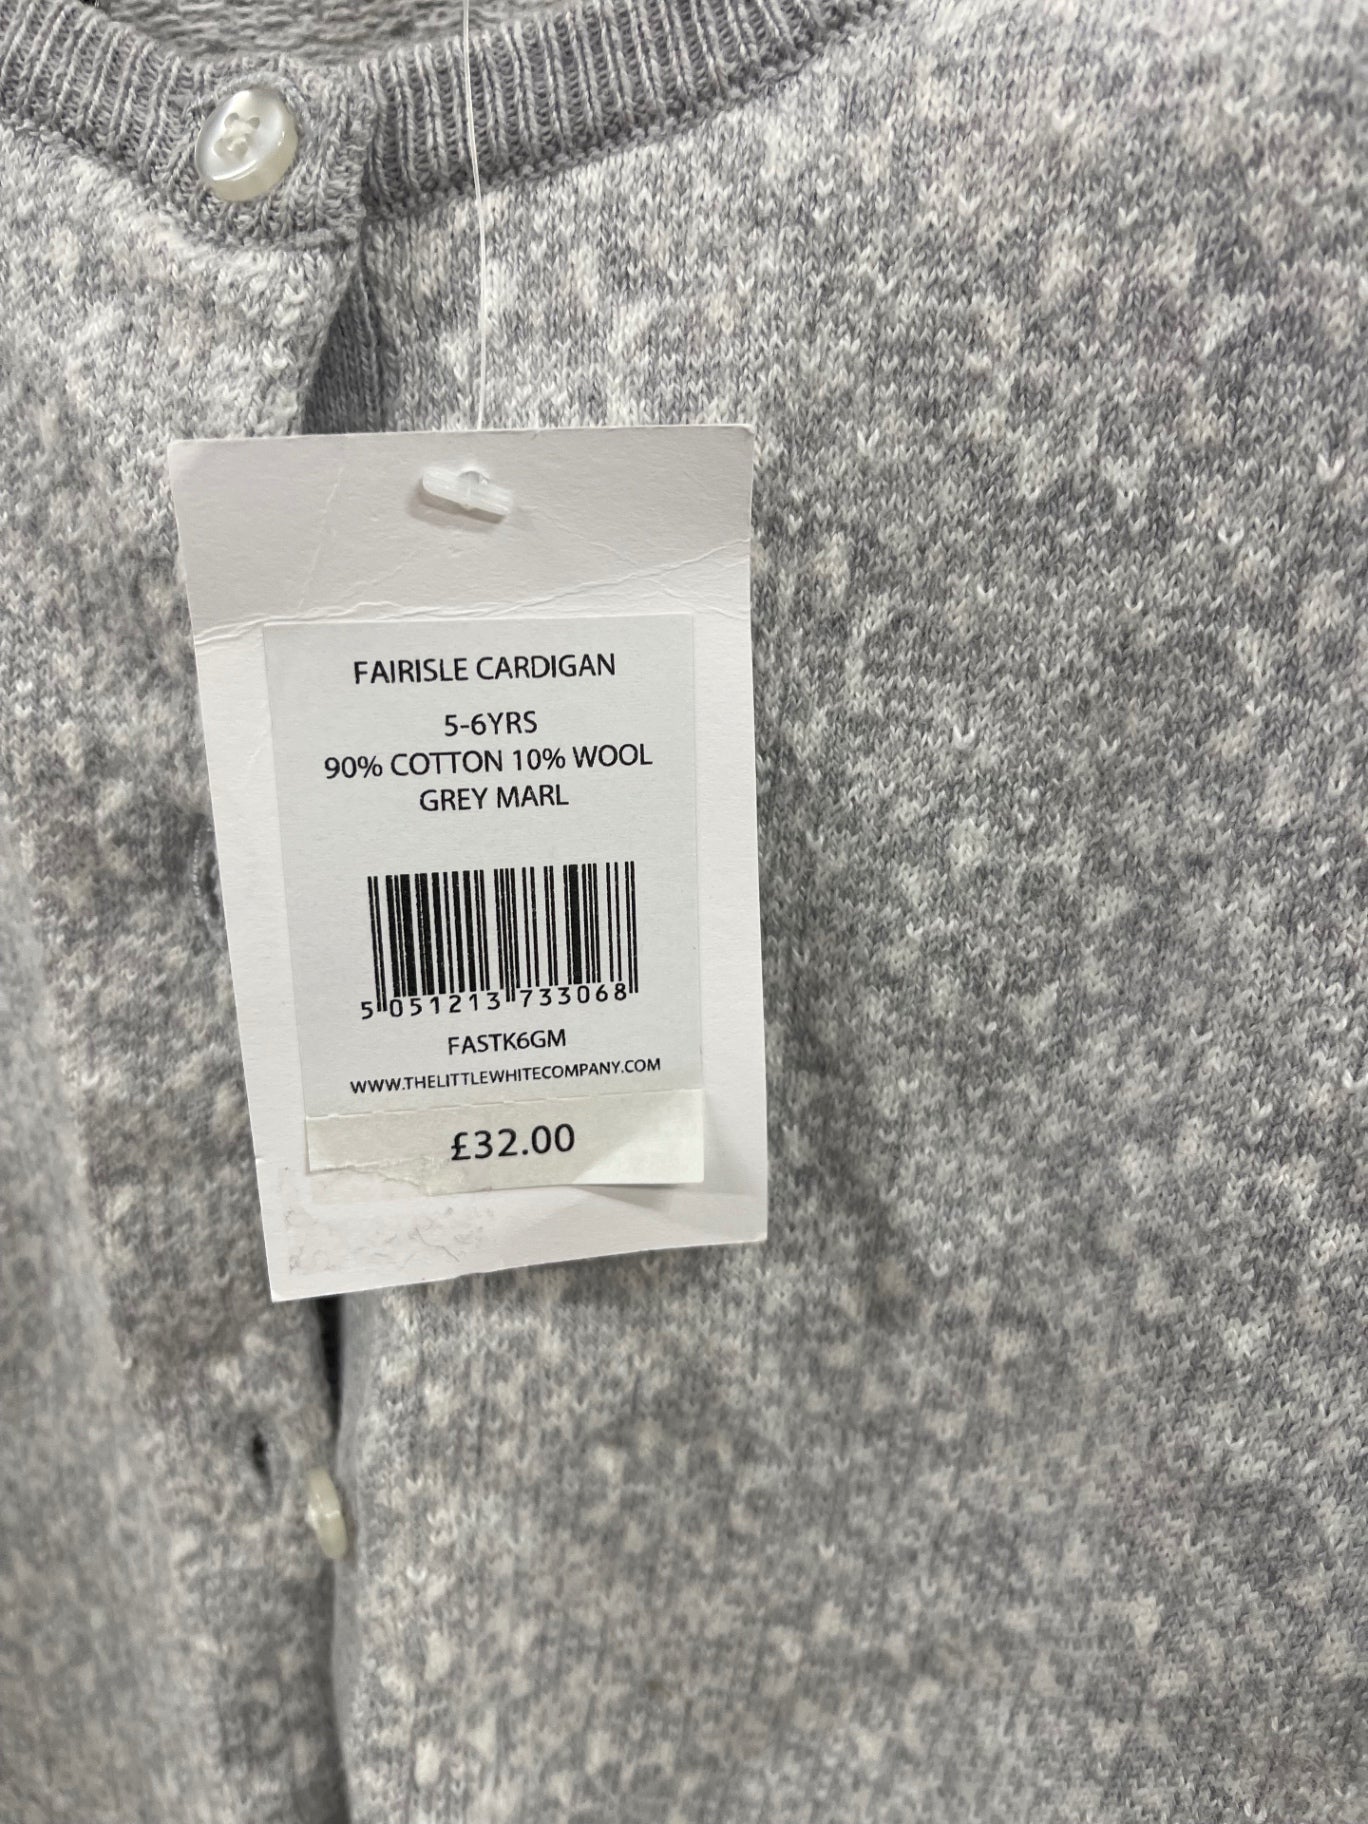 FAIRISLE CARDIGAN
5-6YRS
90% COTTON 10% WOOL
GREY MARL
5 051213 733068
FASTK6GM
WWW.THELITTLEWHITECOMPANY.COM
£32.00